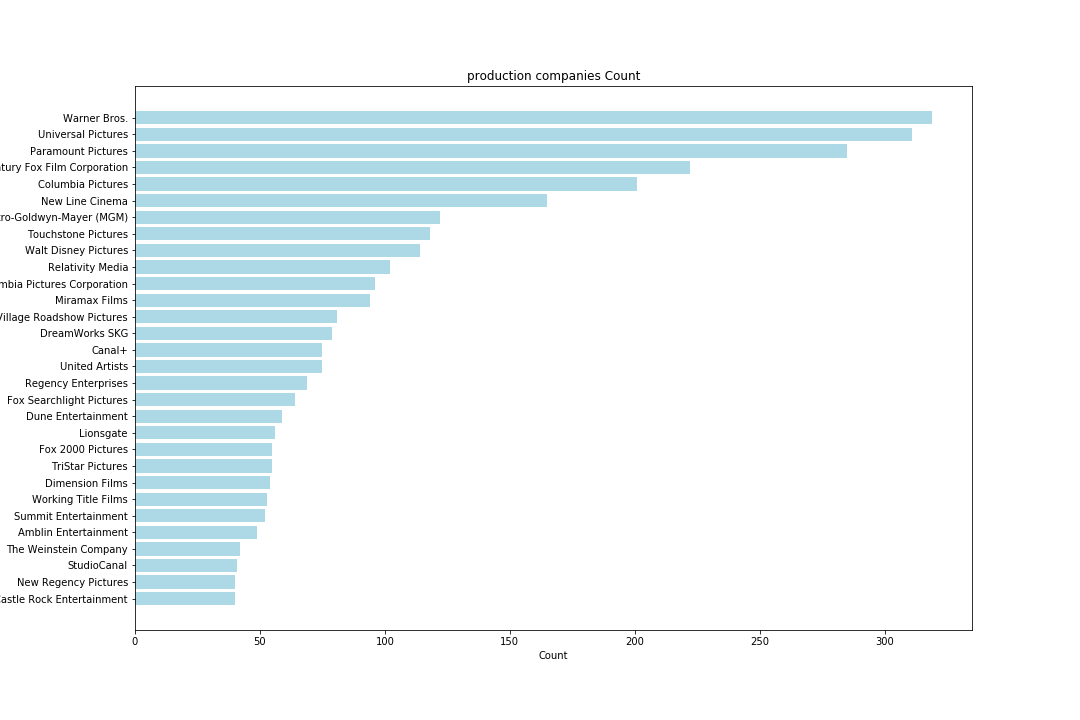 production companies Count
Warner Bros.
Universal Pictures
Paramount Pictures
Fox Film Corporation
Columbia Pictures
New Line Cinema
tro-Goldwyn-Mayer (MGM)
Touchstone Pictures
Walt Disney Pictures
Relativity Media
mbia Pictures Corporation
Miramax Films
Village Roadshow Pictures
DreamWorks SKG
Canal+
United Artists
Regency Enterprises
Fox Searchlight Pictures
Dune Entertainment
Lionsgate
Fox 2000 Pictures
TriStar Pictures
Dimension Films
Working Title Films
Summit Entertainment
Amblin Entertainment
The Weinstein Company
StudioCanal
New Regency Pictures
Castle Rock Entertainment
0 50 100 150 200 250 300
Count